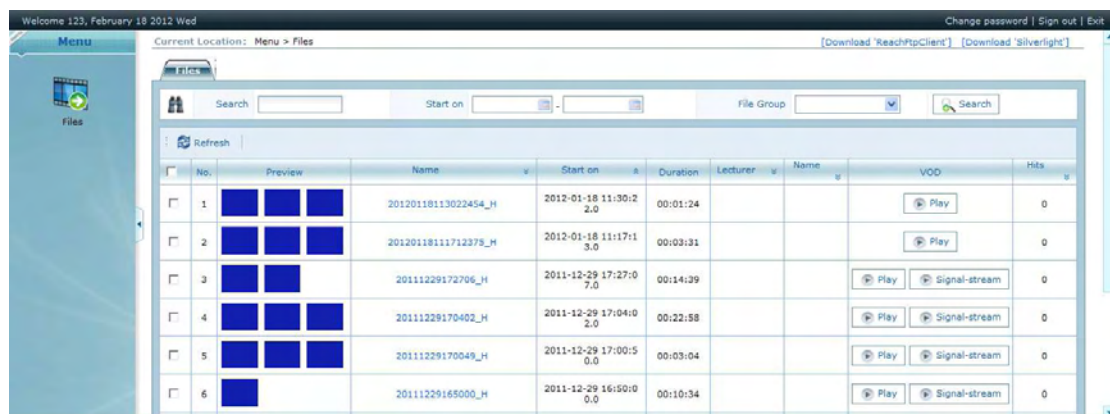 Welcome 123, February 18 2012 Wed
Change password | Sign out | Exit
Menu
Current Location: Menu > Files
[Download 'ReachFtpClient'] [Download 'Silverlight']
Files
Files
Search
Start on
-
File Group
Search
Refresh
No. Preview Name Start on Duration Lecturer Name VOD Hits
1 20120118113022454_H 2012-01-18 11:30:2
2.0 00:01:24 Play 0
2 20120118111712375_H 2012-01-18 11:17:1
3.0 00:03:31 Play 0
3 20111229172706_H 2011-12-29 17:27:0
7.0 00:14:39 Play Signal-stream 0
4 20111229170402_H 2011-12-29 17:04:0
2.0 00:22:58 Play Signal-stream 0
5 20111229170049_H 2011-12-29 17:00:5
0.0 00:03:04 Play Signal-stream 0
6 20111229165000_H 2011-12-29 16:50:0
0.0 00:10:34 Play Signal-stream 0